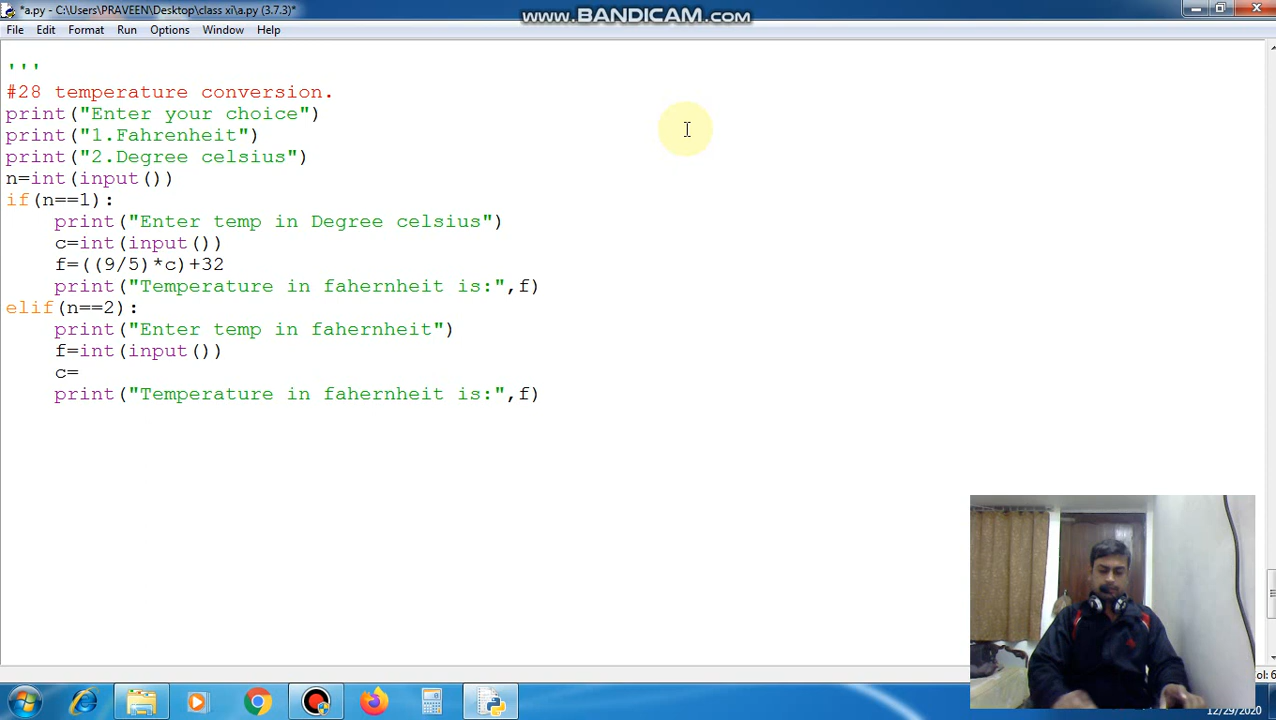 *a.py - C:\Users\PRAVEEN\Desktop\class xi\a.py (3.7.3)*
www.BANDICAM.com
File Edit Format Run Options Window Help
'''
#28 temperature conversion.
print("Enter your choice")
print("1.Fahrenheit")
print("2.Degree celsius")
n=int(input())
if(n==1):
    print("Enter temp in Degree celsius")
    c=int(input())
    f=((9/5)*c)+32
    print("Temperature in fahernheit is:",f)
elif(n==2):
    print("Enter temp in fahernheit")
    f=int(input())
    c=
    print("Temperature in fahernheit is:",f)
ol: 6
12/29/2020